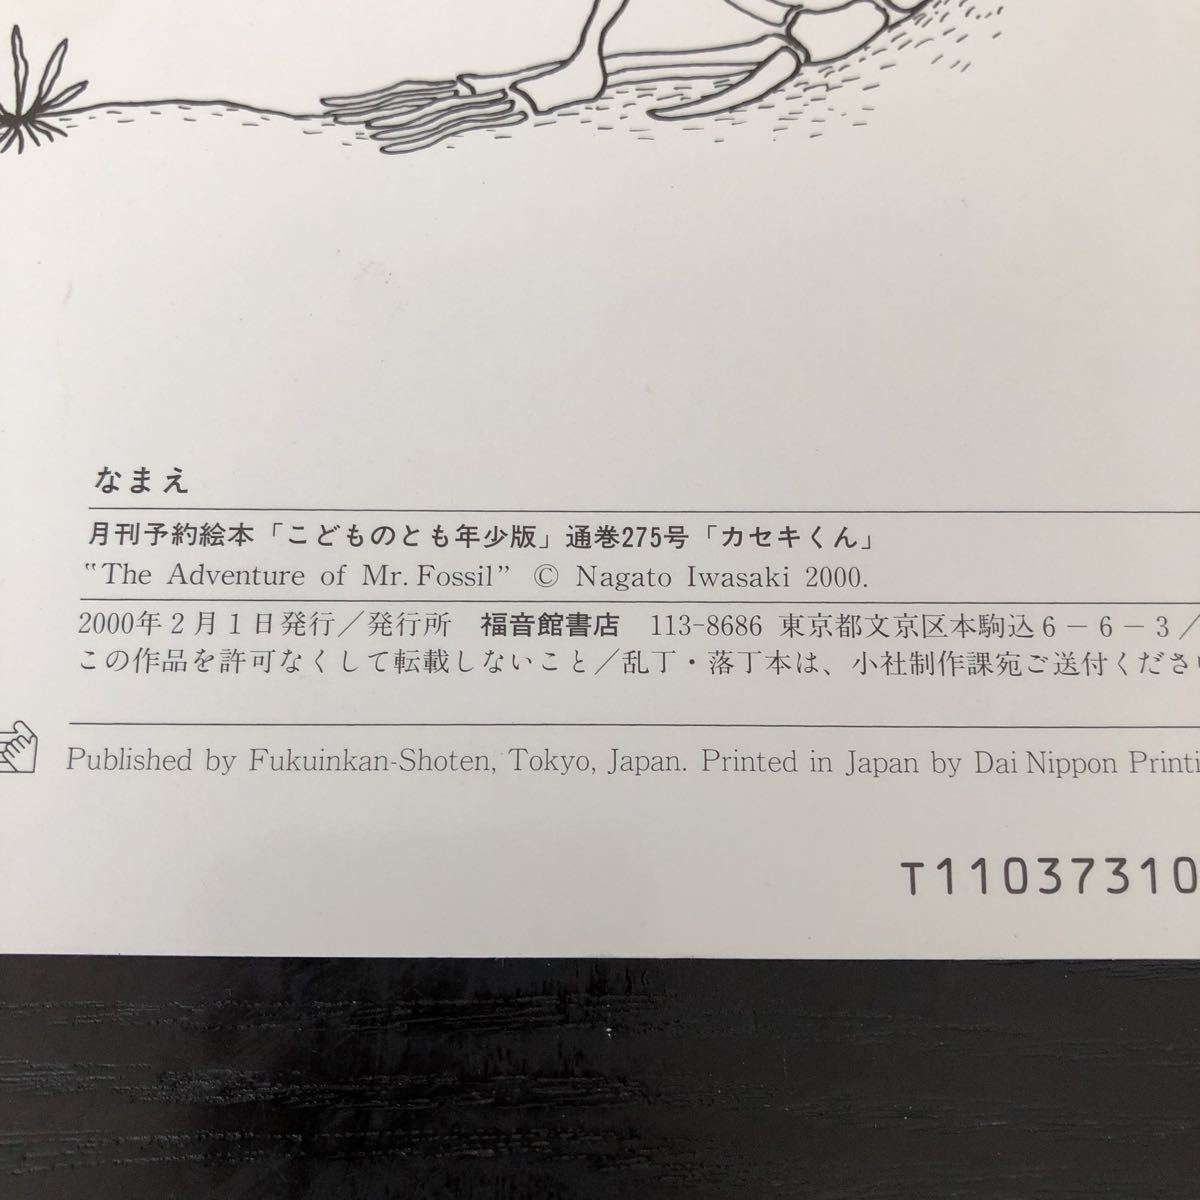 なまえ
月刊予約絵本「こどものとも年少版」通巻275号「カセキくん」
“The Adventure of Mr. Fossil” © Nagato Iwasaki 2000.
2000年2月1日発行／発行所　福音館書店　113-8686 東京都文京区本駒込6－6－3／
この作品を許可なくして転載しないこと／乱丁・落丁本は、小社制作課宛ご送付くださ
Published by Fukuinkan-Shoten, Tokyo, Japan. Printed in Japan by Dai Nippon Printi
T11037310